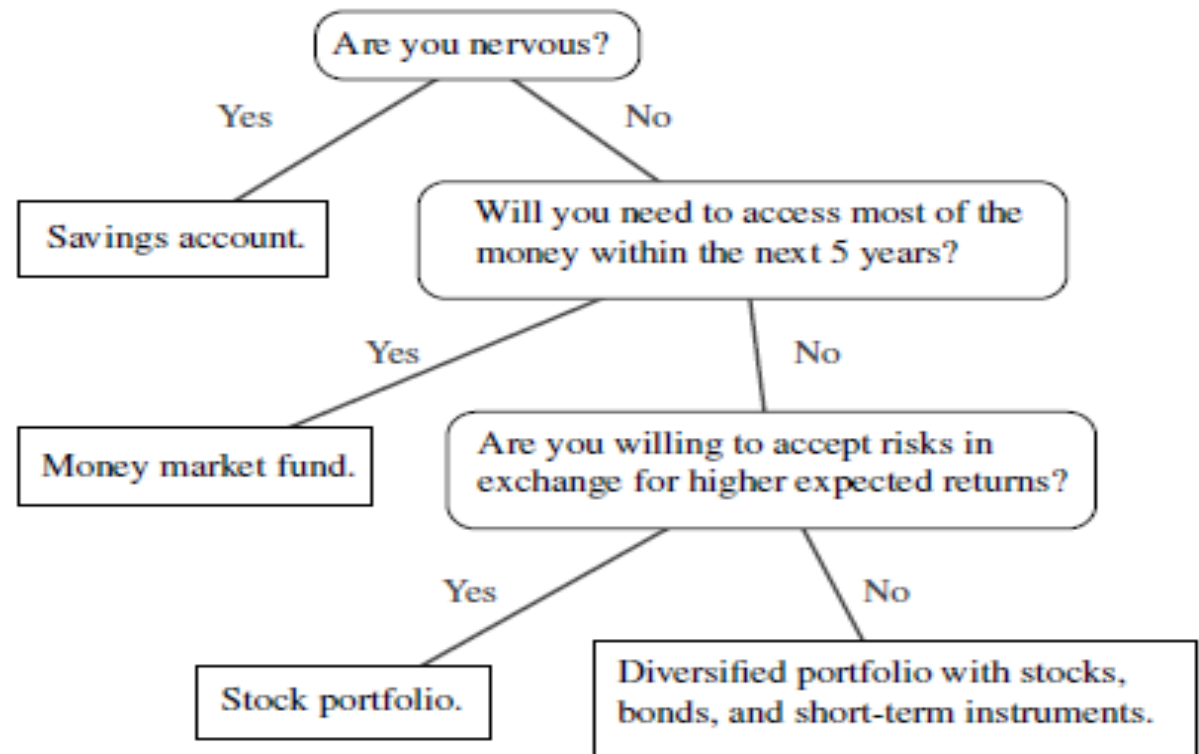 Are you nervous?
Yes
No
Savings account.
Will you need to access most of the
money within the next 5 years?
Yes
No
Money market fund.
Are you willing to accept risks in
exchange for higher expected returns?
Yes
No
Stock portfolio.
Diversified portfolio with stocks,
bonds, and short-term instruments.